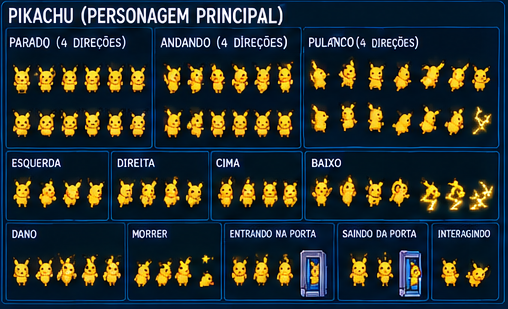 PIKACHU (PERSONAGEM PRINCIPAL)
PARADO (4 DIREÇÕES)
ANDANDO (4 DIREÇÕES)
PULANCO (4 DIREÇÕES)
ESQUERDA
DIREITA
CIMA
BAIXO
DANO
MORRER
ENTRANDO NA PORTA
SAINDO DA PORTA
INTERAGINDO